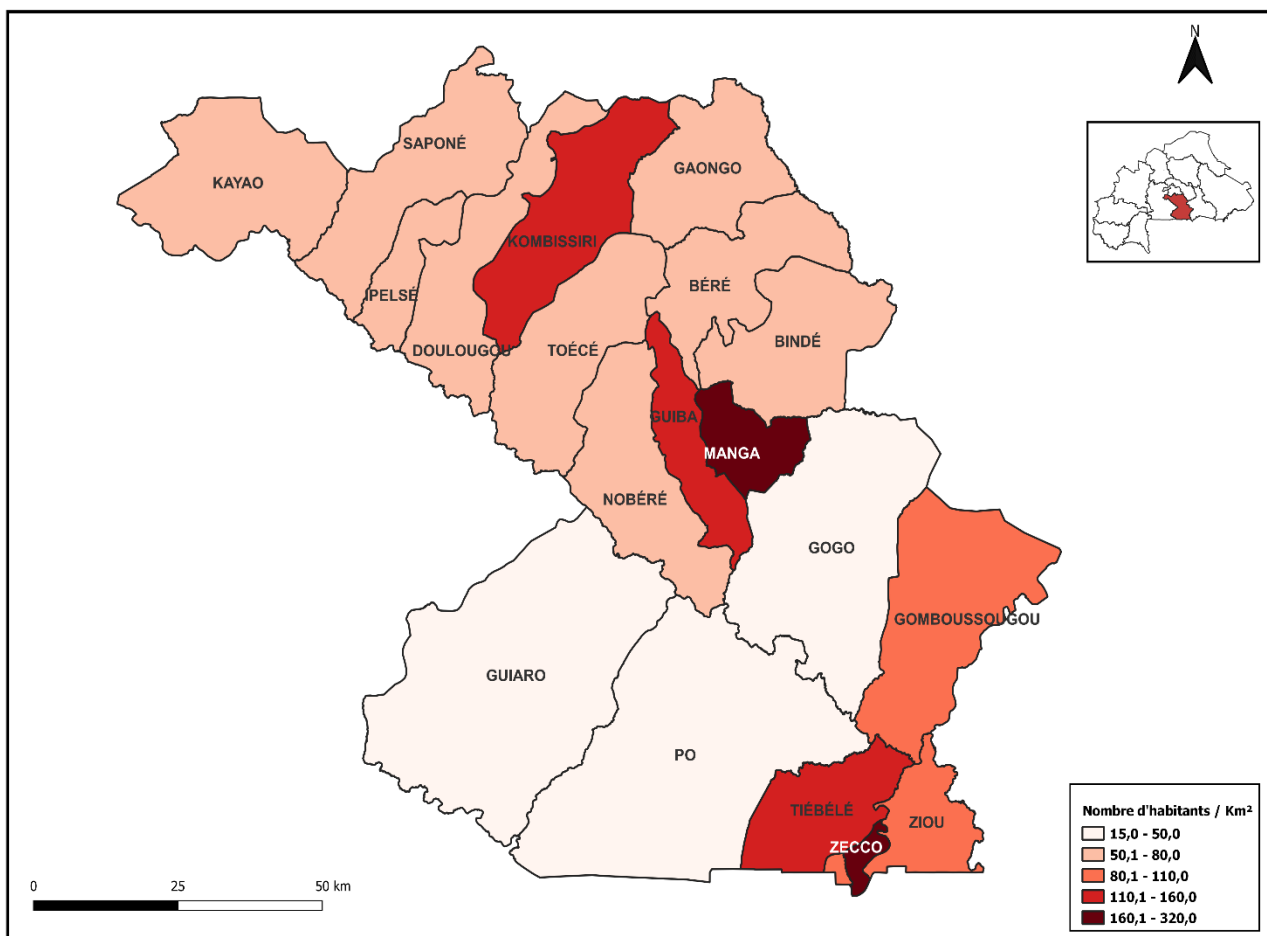 N
SAPONÉ
KAYAO
GAONGO
KOMBISSIRI
BÉRÉ
IPELSÉ
BINDÉ
DOULOUGOU
TOÉCÉ
GUIBA
MANGA
NOBÉRÉ
GOGO
GOMBOUSSOUGOU
GUIARO
PO
TIÉBÉLÉ
ZIOU
ZECCO
Nombre d'habitants / Km²
15,0 - 50,0
50,1 - 80,0
80,1 - 110,0
110,1 - 160,0
160,1 - 320,0
0 25 50 km